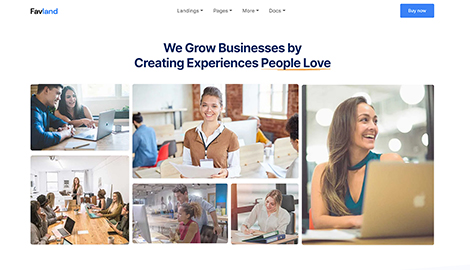 Favland
Landings
Pages
More
Docs
Buy now
We Grow Businesses by
Creating Experiences People Love